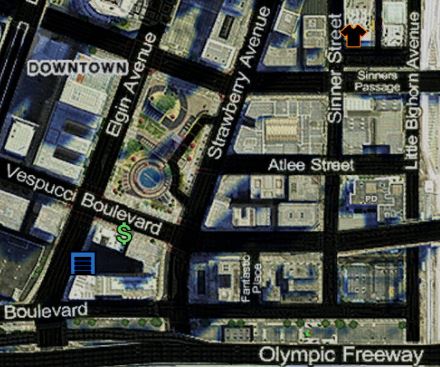 Elgin Avenue
DOWNTOWN
Strawberry Avenue
Sinner Street
Sinners
Passage
Little Bighorn Avenue
Atlee Street
Vespucci Boulevard
PD
$
Fantastic
Place
Boulevard
Olympic Freeway